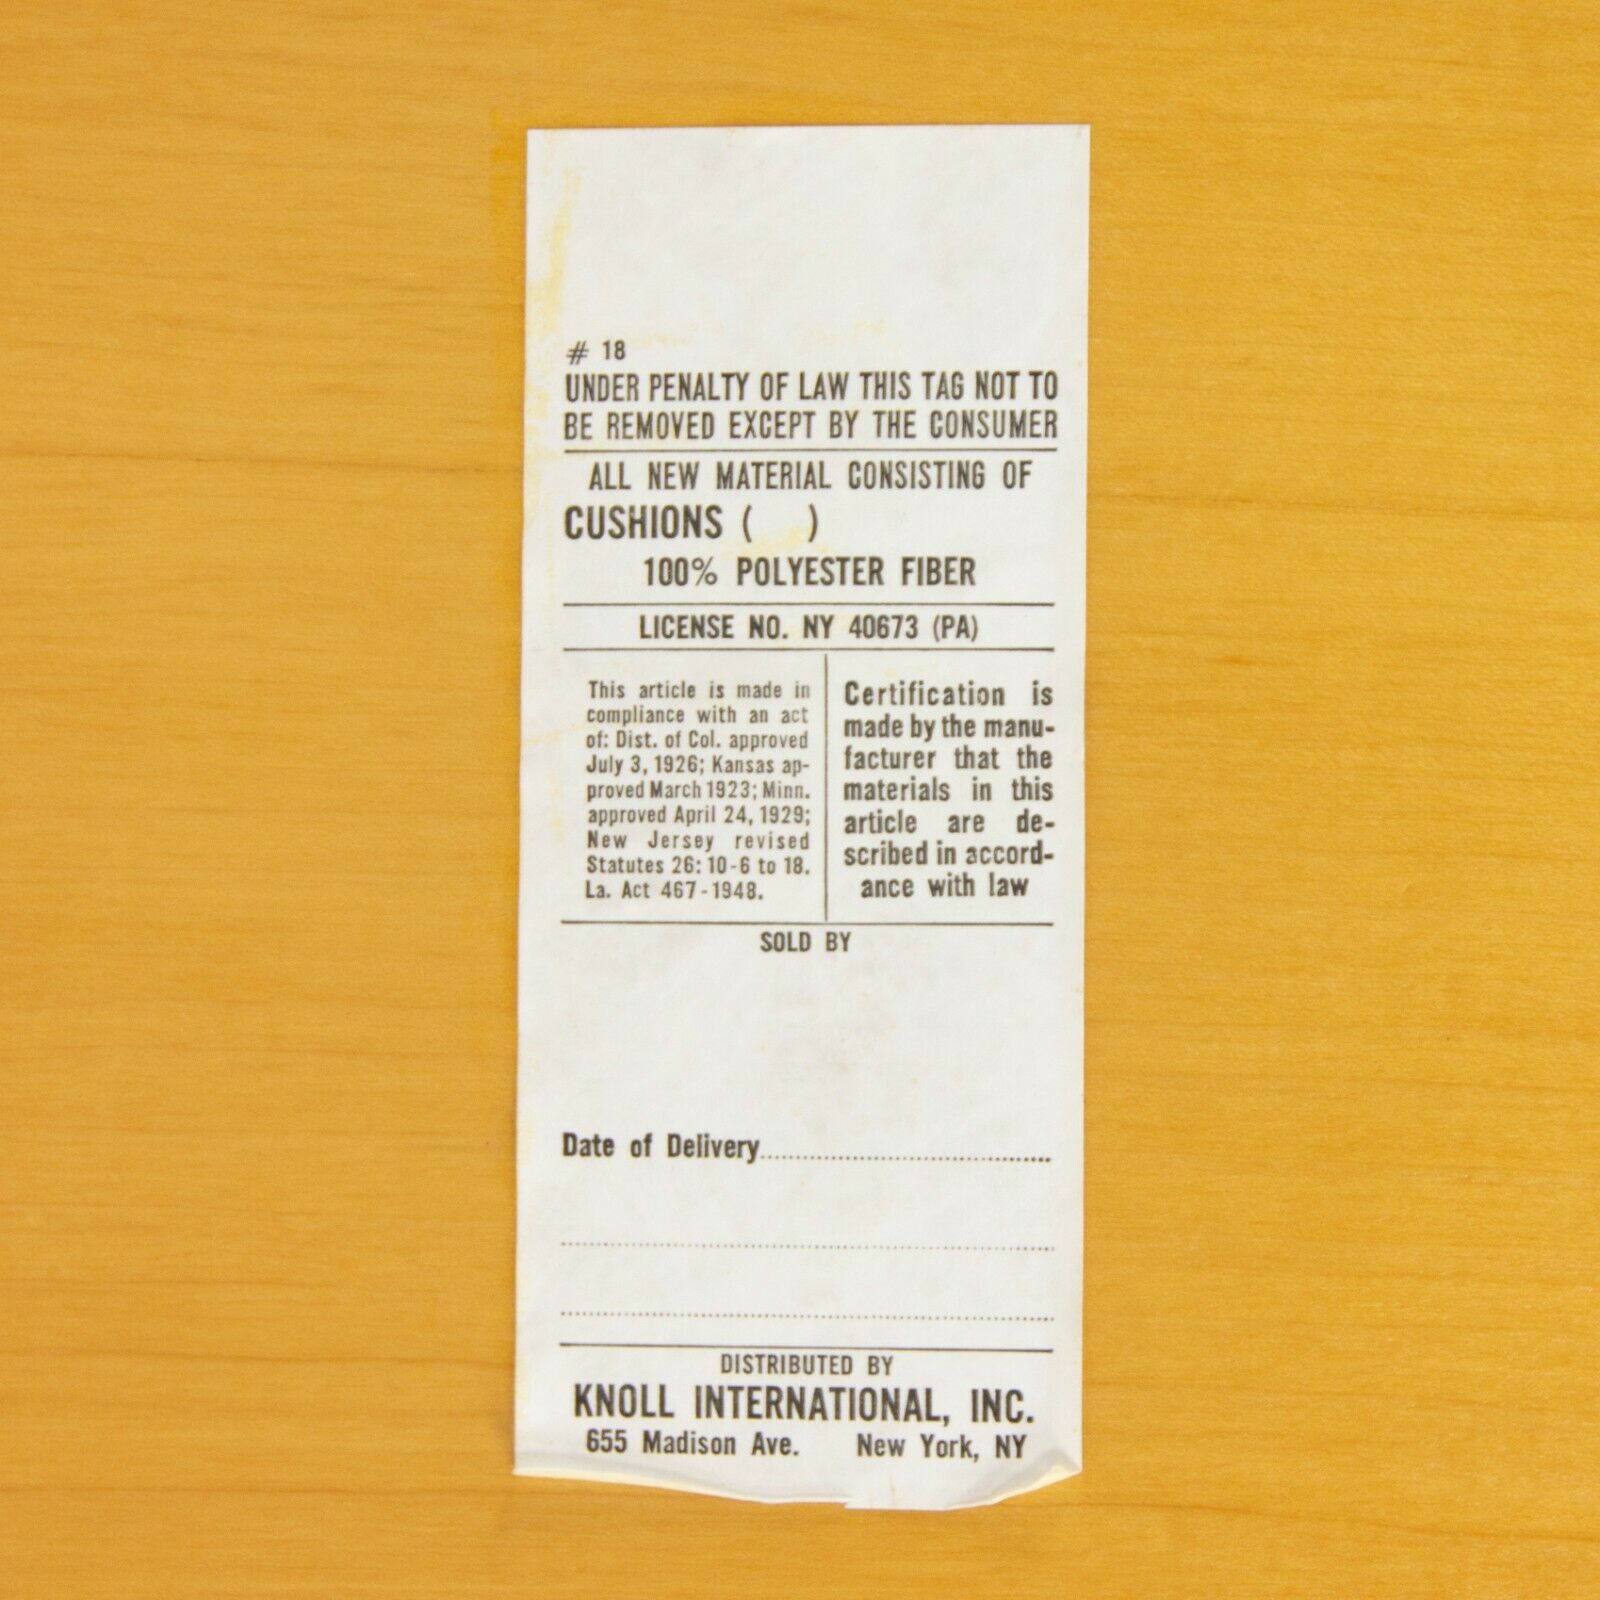 # 18
UNDER PENALTY OF LAW THIS TAG NOT TO
BE REMOVED EXCEPT BY THE CONSUMER
ALL NEW MATERIAL CONSISTING OF
CUSHIONS ( )
100% POLYESTER FIBER
LICENSE NO. NY 40673 (PA)
This article is made in
compliance with an act
of: Dist. of Col. approved
July 3, 1926; Kansas ap-
proved March 1923; Minn.
approved April 24, 1929;
New Jersey revised
Statutes 26: 10-6 to 18.
La. Act 467-1948.
Certification is
made by the manu-
facturer that the
materials in this
article are de-
scribed in accord-
ance with law
SOLD BY
Date of Delivery
DISTRIBUTED BY
KNOLL INTERNATIONAL, INC.
655 Madison Ave. New York, NY